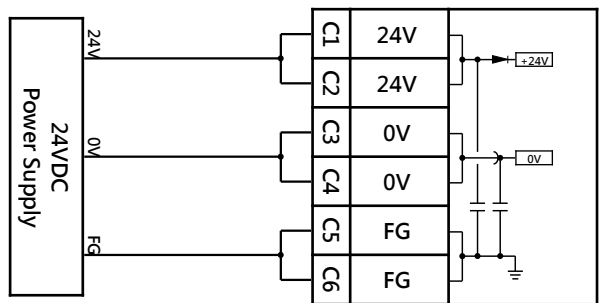 24VDC
Power Supply
24V
0V
FG
C1 24V
C2 24V
C3 0V
C4 0V
C5 FG
C6 FG
+24V
0V